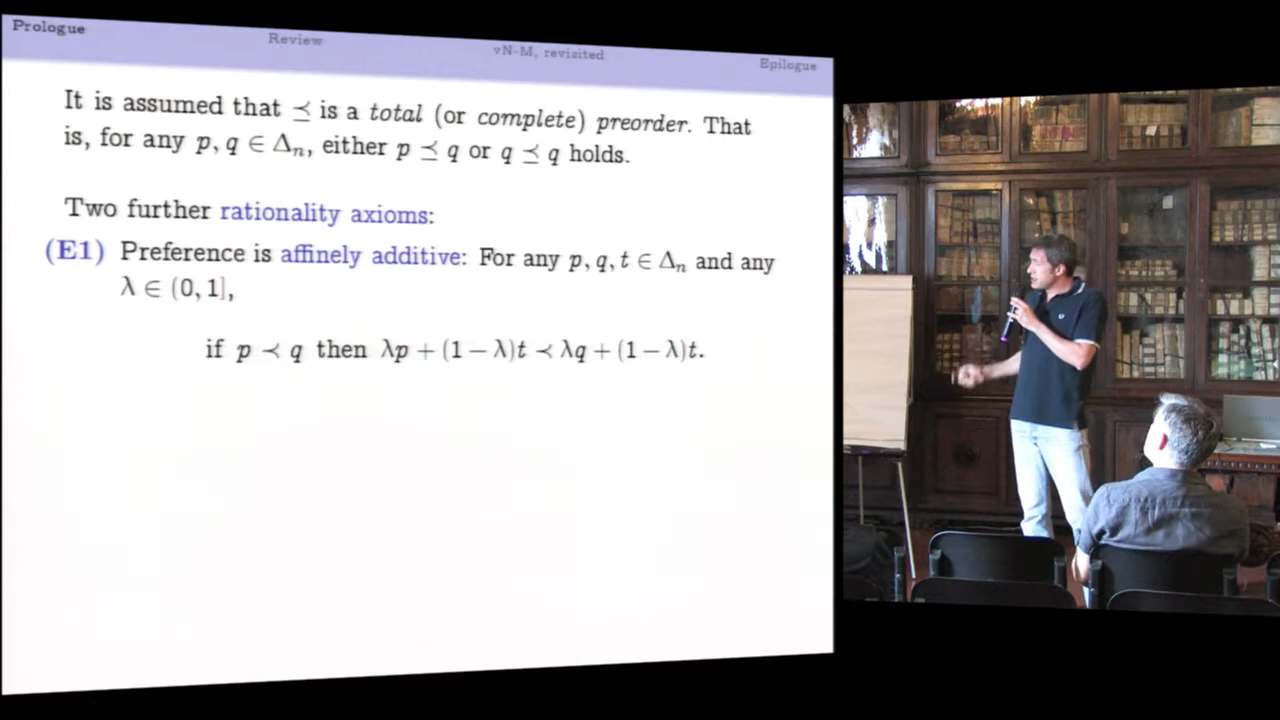 Prologue
Review
vN-M, revisited
Epilogue
It is assumed that ⪯ is a total (or complete) preorder. That
is, for any p, q ∈ Δₙ, either p ⪯ q or q ⪯ q holds.
Two further rationality axioms:
(E1) Preference is affinely additive: For any p, q, t ∈ Δₙ and any
λ ∈ (0, 1],
if p ≺ q then λp + (1 − λ)t ≺ λq + (1 − λ)t.